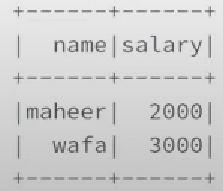 +------+------+
|  name|salary|
+------+------+
|maheer|  2000|
|  wafa|  3000|
+------+------+